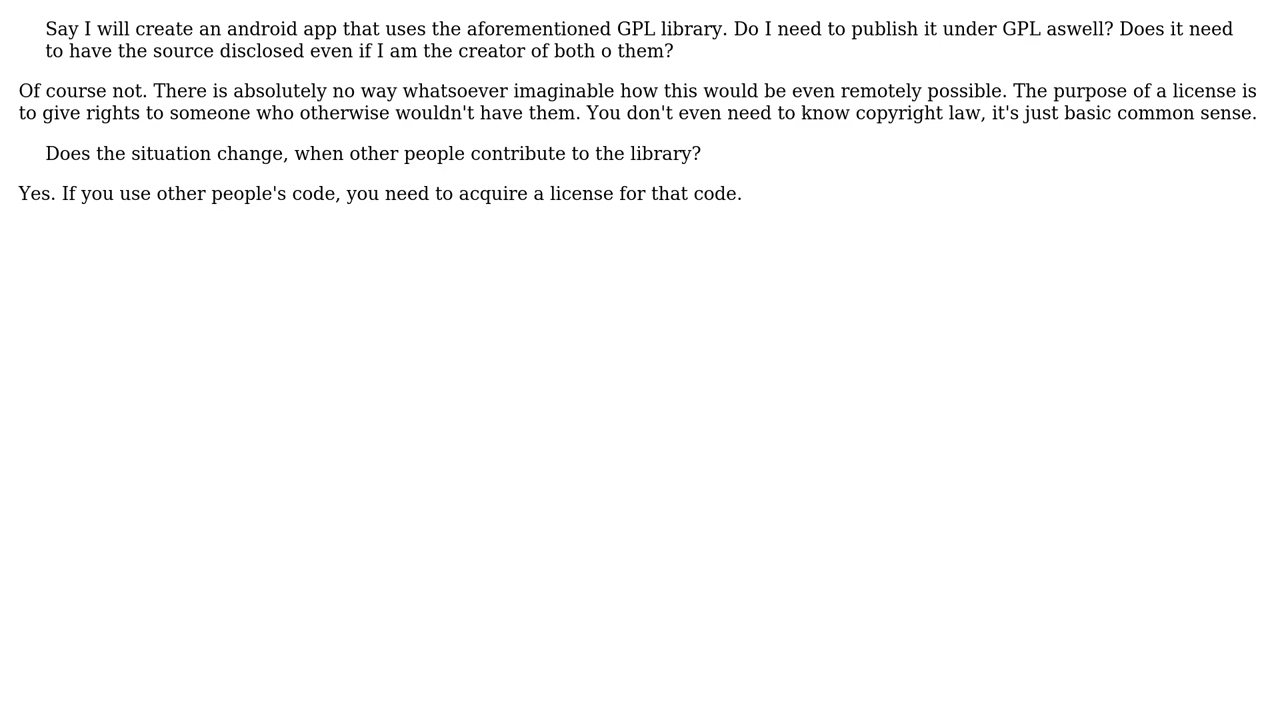 Say I will create an android app that uses the aforementioned GPL library. Do I need to publish it under GPL aswell? Does it need
to have the source disclosed even if I am the creator of both o them?
Of course not. There is absolutely no way whatsoever imaginable how this would be even remotely possible. The purpose of a license is
to give rights to someone who otherwise wouldn't have them. You don't even need to know copyright law, it's just basic common sense.
Does the situation change, when other people contribute to the library?
Yes. If you use other people's code, you need to acquire a license for that code.